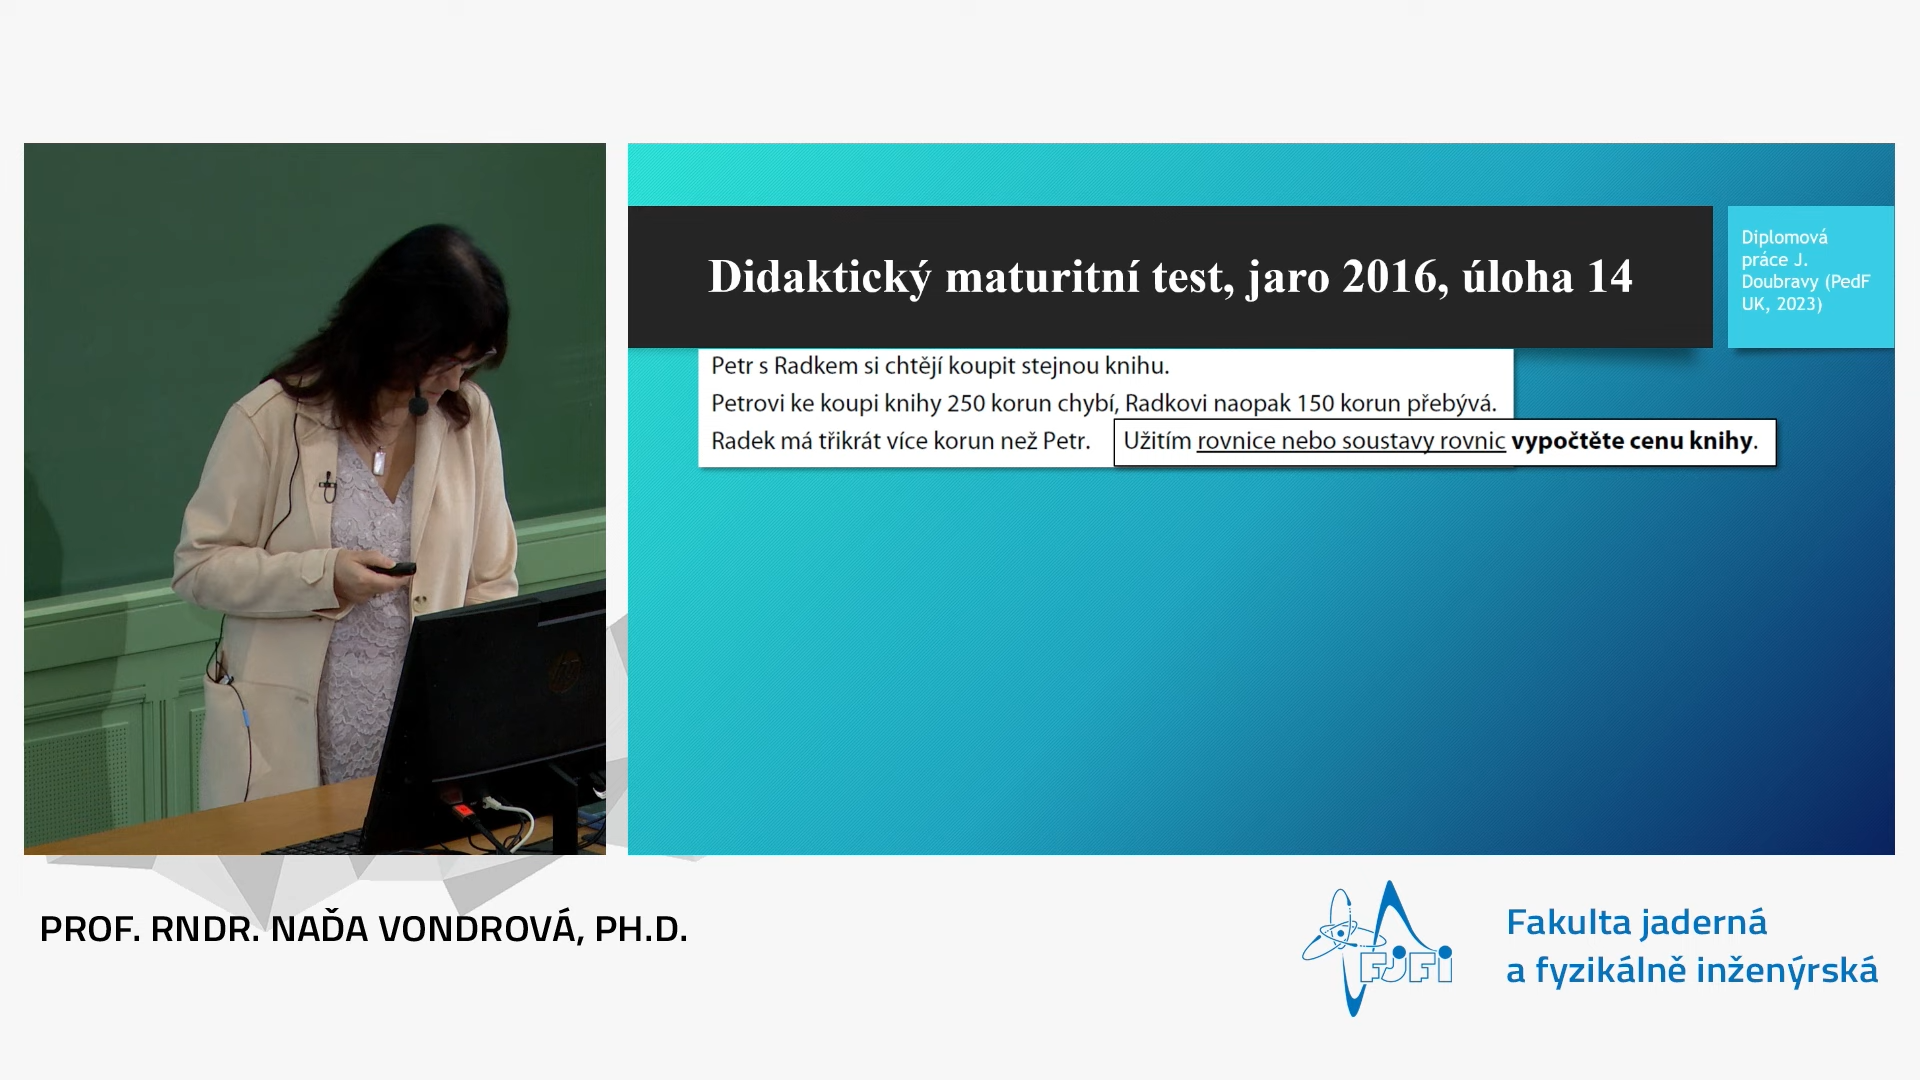 Didaktický maturitní test, jaro 2016, úloha 14
Diplomová
práce J.
Doubravy (PedF
UK, 2023)
Petr s Radkem si chtějí koupit stejnou knihu.
Petrovi ke koupi knihy 250 korun chybí, Radkovi naopak 150 korun přebývá.
Radek má třikrát více korun než Petr.
Užitím rovnice nebo soustavy rovnic vypočtěte cenu knihy.
hp
PROF. RNDR. NAĎA VONDROVÁ, PH.D.
FJFI
Fakulta jaderná
a fyzikálně inženýrská